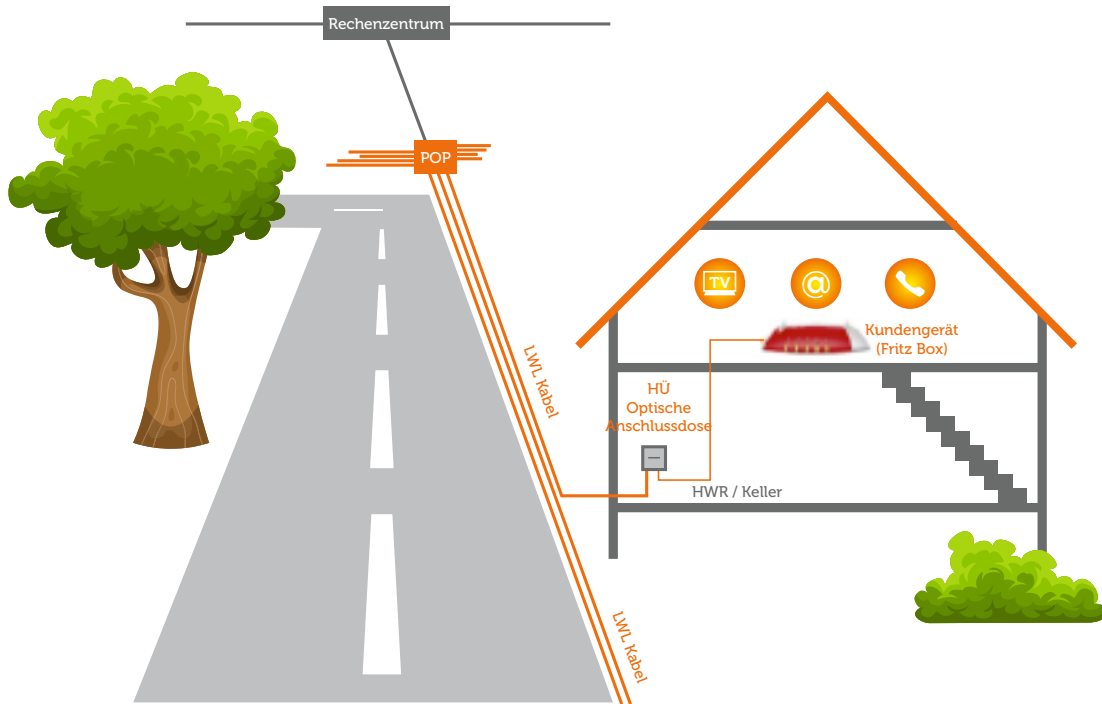 Rechenzentrum
POP
TV
@
Kundengerät
(Fritz Box)
LWL Kabel
HÜ
Optische
Anschlussdose
HWR / Keller
LWL Kabel